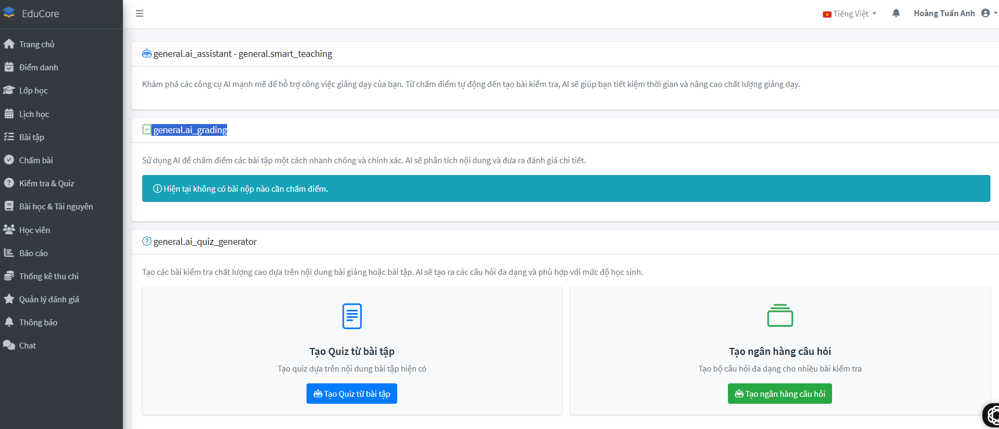 EduCore
Tiếng Việt
Hoàng Tuấn Anh
Trang chủ
Điểm danh
Lớp học
Lịch học
Bài tập
Chấm bài
Kiểm tra & Quiz
Bài học & Tài nguyên
Học viên
Báo cáo
Thống kê thu chi
Quản lý đánh giá
Thông báo
Chat
general.ai_assistant - general.smart_teaching
Khám phá các công cụ AI mạnh mẽ để hỗ trợ công việc giảng dạy của bạn. Từ chấm điểm tự động đến tạo bài kiểm tra, AI sẽ giúp bạn tiết kiệm thời gian và nâng cao chất lượng giảng dạy.
general.ai_grading
Sử dụng AI để chấm điểm các bài tập một cách nhanh chóng và chính xác. AI sẽ phân tích nội dung và đưa ra đánh giá chi tiết.
Hiện tại không có bài nộp nào cần chấm điểm.
general.ai_quiz_generator
Tạo các bài kiểm tra chất lượng cao dựa trên nội dung bài giảng hoặc bài tập. AI sẽ tạo ra các câu hỏi đa dạng và phù hợp với mức độ học sinh.
Tạo Quiz từ bài tập
Tạo quiz dựa trên nội dung bài tập hiện có
Tạo Quiz từ bài tập
Tạo ngân hàng câu hỏi
Tạo bộ câu hỏi đa dạng cho nhiều bài kiểm tra
Tạo ngân hàng câu hỏi